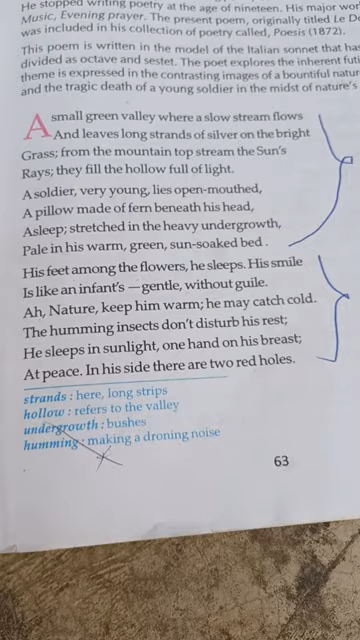 He stopped writing poetry at the age of nineteen. His major wor
Music, Evening prayer. The present poem, originally titled Le Do
was included in his collection of poetry called, Poesis (1872).
This poem is written in the model of the Italian sonnet that has
divided as octave and sestet. The poet explores the inherent futi
theme is expressed in the contrasting images of a bountiful natur
and the tragic death of a young soldier in the midst of nature's
A small green valley where a slow stream flows
And leaves long strands of silver on the bright
Grass; from the mountain top stream the Sun's
Rays; they fill the hollow full of light.
A soldier, very young, lies open-mouthed,
A pillow made of fern beneath his head,
Asleep; stretched in the heavy undergrowth,
Pale in his warm, green, sun-soaked bed.
His feet among the flowers, he sleeps. His smile
Is like an infant's —gentle, without guile.
Ah, Nature, keep him warm; he may catch cold.
The humming insects don't disturb his rest;
He sleeps in sunlight, one hand on his breast;
At peace. In his side there are two red holes.
strands : here, long strips
hollow : refers to the valley
undergrowth : bushes
humming : making a droning noise
63